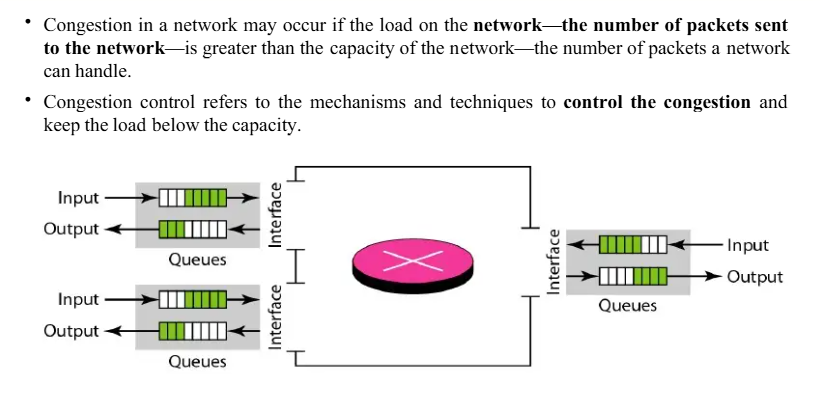 • Congestion in a network may occur if the load on the network—the number of packets sent
to the network—is greater than the capacity of the network—the number of packets a network
can handle.
• Congestion control refers to the mechanisms and techniques to control the congestion and
keep the load below the capacity.
Input
Output
Queues
Interface
Input
Output
Queues
Interface
Interface
Input
Output
Queues